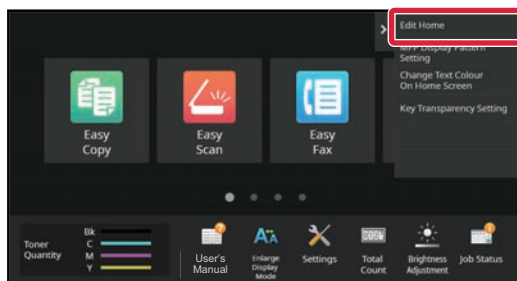 Edit Home
MFP Display Pattern
Setting
Change Text Colour
On Home Screen
Key Transparency Setting
Easy
Copy
Easy
Scan
Easy
Fax
Toner
Quantity
Bk
C
M
Y
User's
Manual
Enlarge
Display
Mode
Settings
Total
Count
Brightness
Adjustment
Job Status